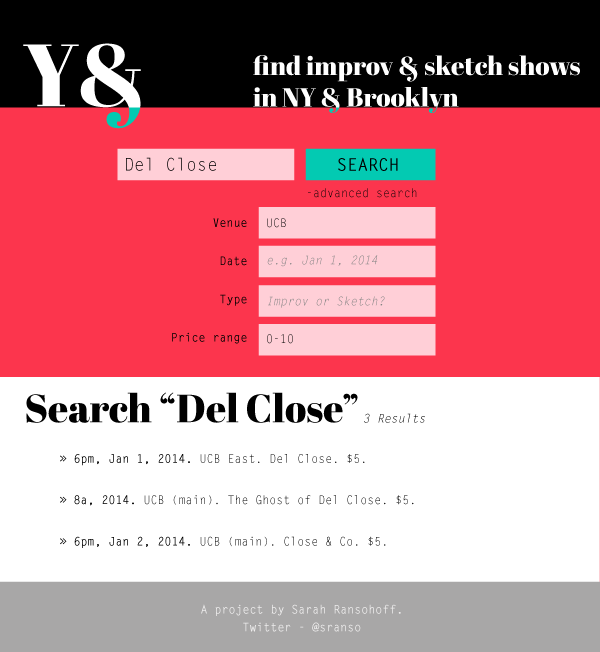 Y&
find improv & sketch shows
in NY & Brooklyn
Del Close
SEARCH
-advanced search
Venue UCB
Date e.g. Jan 1, 2014
Type Improv or Sketch?
Price range 0-10
Search “Del Close” 3 Results
» 6pm, Jan 1, 2014. UCB East. Del Close. $5.
» 8a, 2014. UCB (main). The Ghost of Del Close. $5.
» 6pm, Jan 2, 2014. UCB (main). Close & Co. $5.
A project by Sarah Ransohoff.
Twitter - @sranso